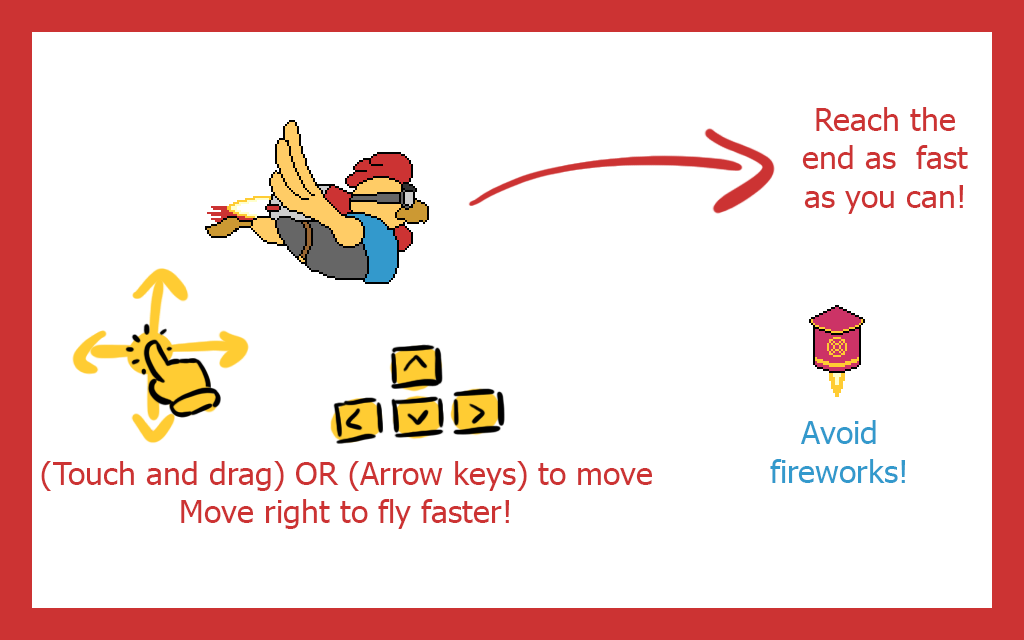 Reach the
end as  fast
as you can!
(Touch and drag) OR (Arrow keys) to move
Move right to fly faster!
Avoid
fireworks!